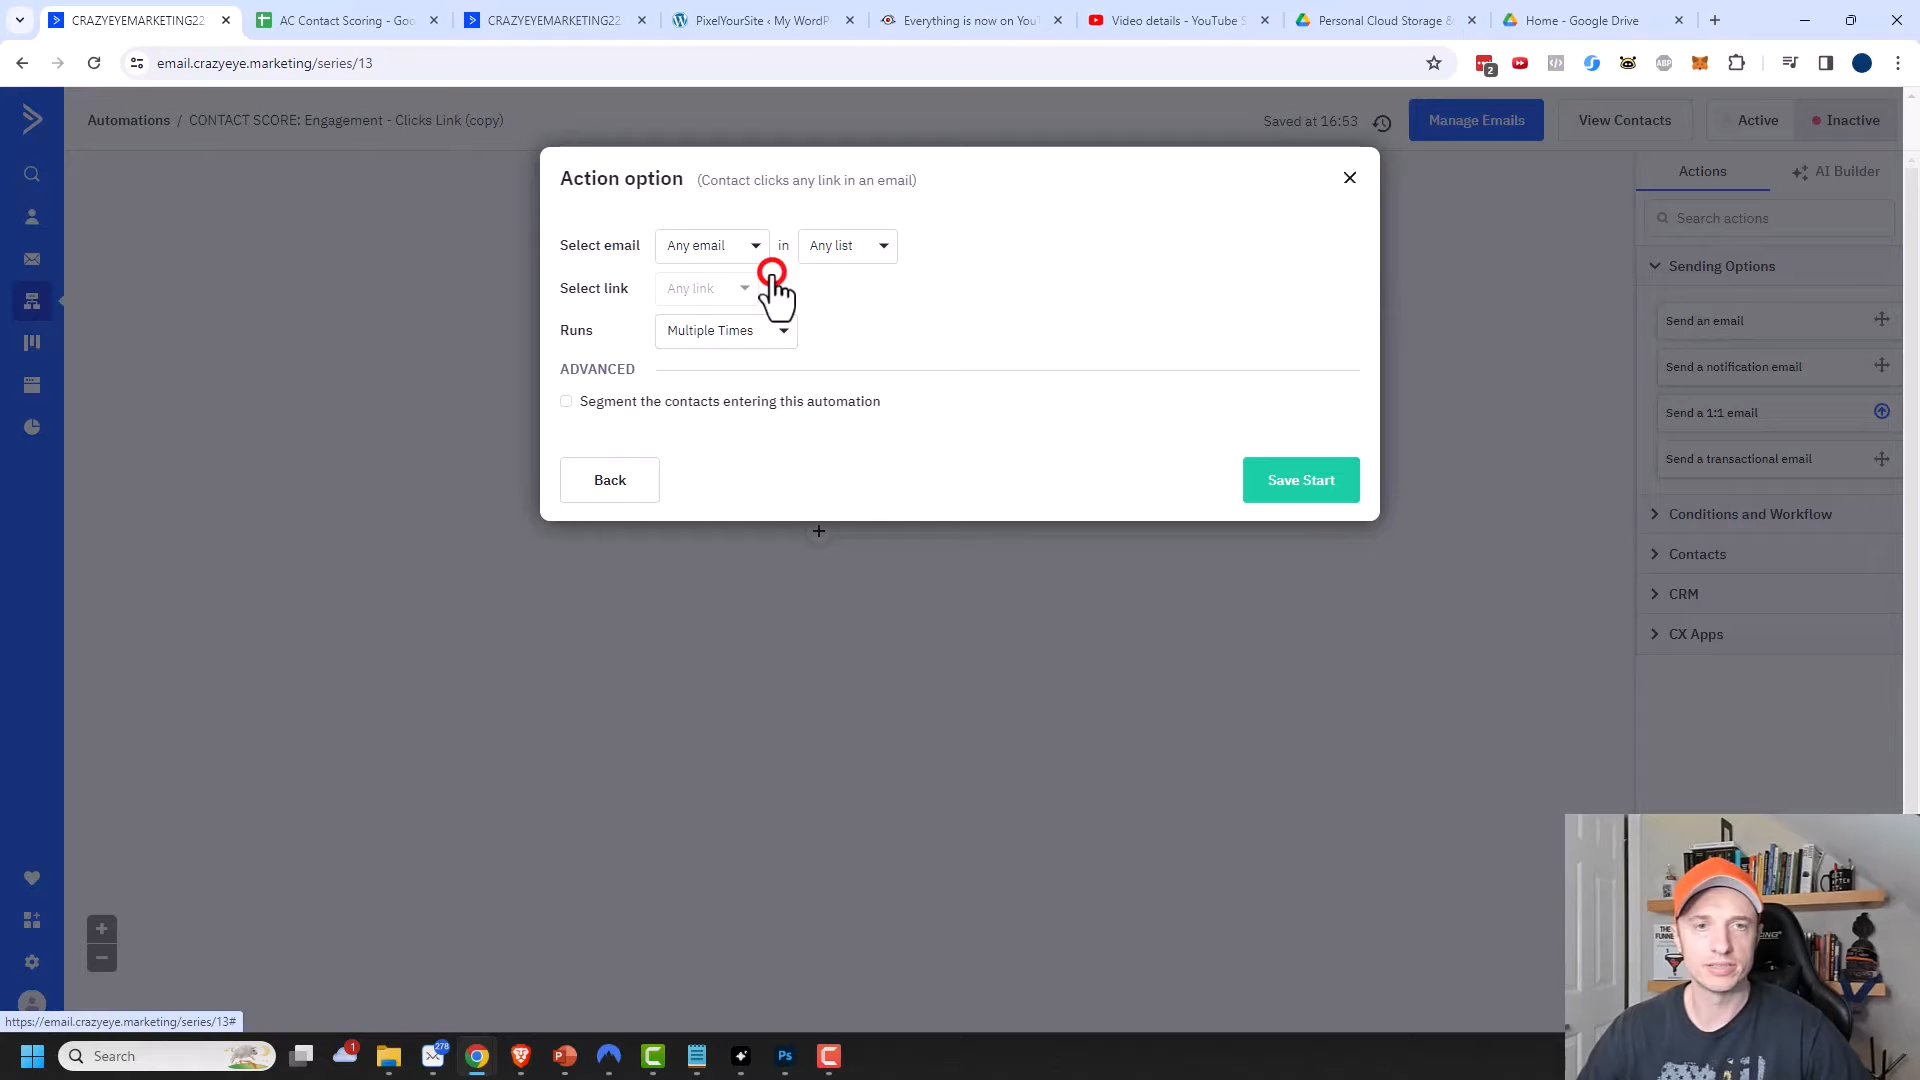 CRAZYEYEMARKETING22
AC Contact Scoring - Goo
CRAZYEYEMARKETING22
PixelYourSite ‹ My WordP
Everything is now on You
Video details - YouTube S
Personal Cloud Storage &
Home - Google Drive
email.crazyeye.marketing/series/13
2
ABP
Automations / CONTACT SCORE: Engagement - Clicks Link (copy)
Saved at 16:53
Manage Emails
View Contacts
Active
Inactive
Action option (Contact clicks any link in an email)
Select email Any email in Any list
Select link Any link
Runs Multiple Times
ADVANCED
Segment the contacts entering this automation
Back
Save Start
Actions
AI Builder
Search actions
Sending Options
Send an email
Send a notification email
Send a 1:1 email
Send a transactional email
Conditions and Workflow
Contacts
CRM
CX Apps
https://email.crazyeye.marketing/series/13#
Search
1
278
Ps